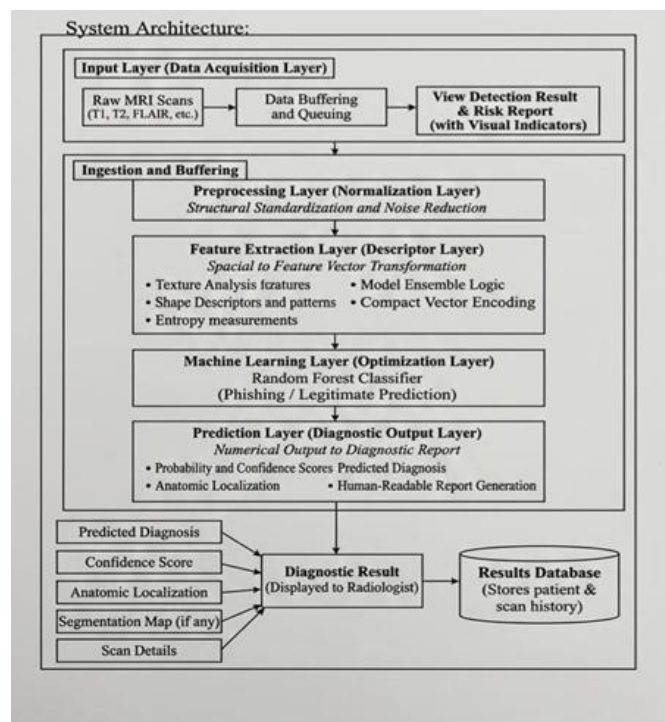 System Architecture:
Input Layer (Data Acquisition Layer)
Raw MRI Scans
(T1, T2, FLAIR, etc.)
Data Buffering
and Queuing
View Detection Result
& Risk Report
(with Visual Indicators)
Ingestion and Buffering
Preprocessing Layer (Normalization Layer)
Structural Standardization and Noise Reduction
Feature Extraction Layer (Descriptor Layer)
Spacial to Feature Vector Transformation
• Texture Analysis fzatures
• Shape Descriptors and patterns
• Entropy measurements
• Model Ensemble Logic
• Compact Vector Encoding
Machine Learning Layer (Optimization Layer)
Random Forest Classifier
(Phishing / Legitimate Prediction)
Prediction Layer (Diagnostic Output Layer)
Numerical Output to Diagnostic Report
• Probability and Confidence Scores Predicted Diagnosis
• Anatomic Localization
• Human-Readable Report Generation
Predicted Diagnosis
Confidence Score
Anatomic Localization
Segmentation Map (if any)
Scan Details
Diagnostic Result
(Displayed to Radiologist)
Results Database
(Stores patient &
scan history)